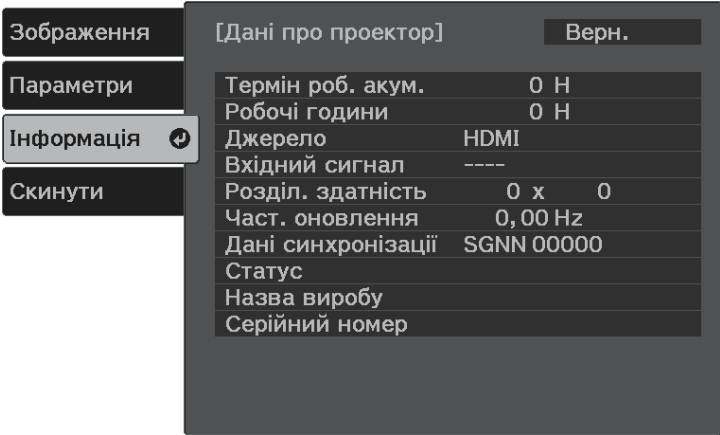 Зображення
Параметри
Інформація
Скинути
[Дані про проектор] Верн.
Термін роб. акум. 0 H
Робочі години 0 H
Джерело HDMI
Вхідний сигнал ----
Розділ. здатність 0 x 0
Част. оновлення 0,00 Hz
Дані синхронізації SGNN 00000
Статус
Назва виробу
Серійний номер